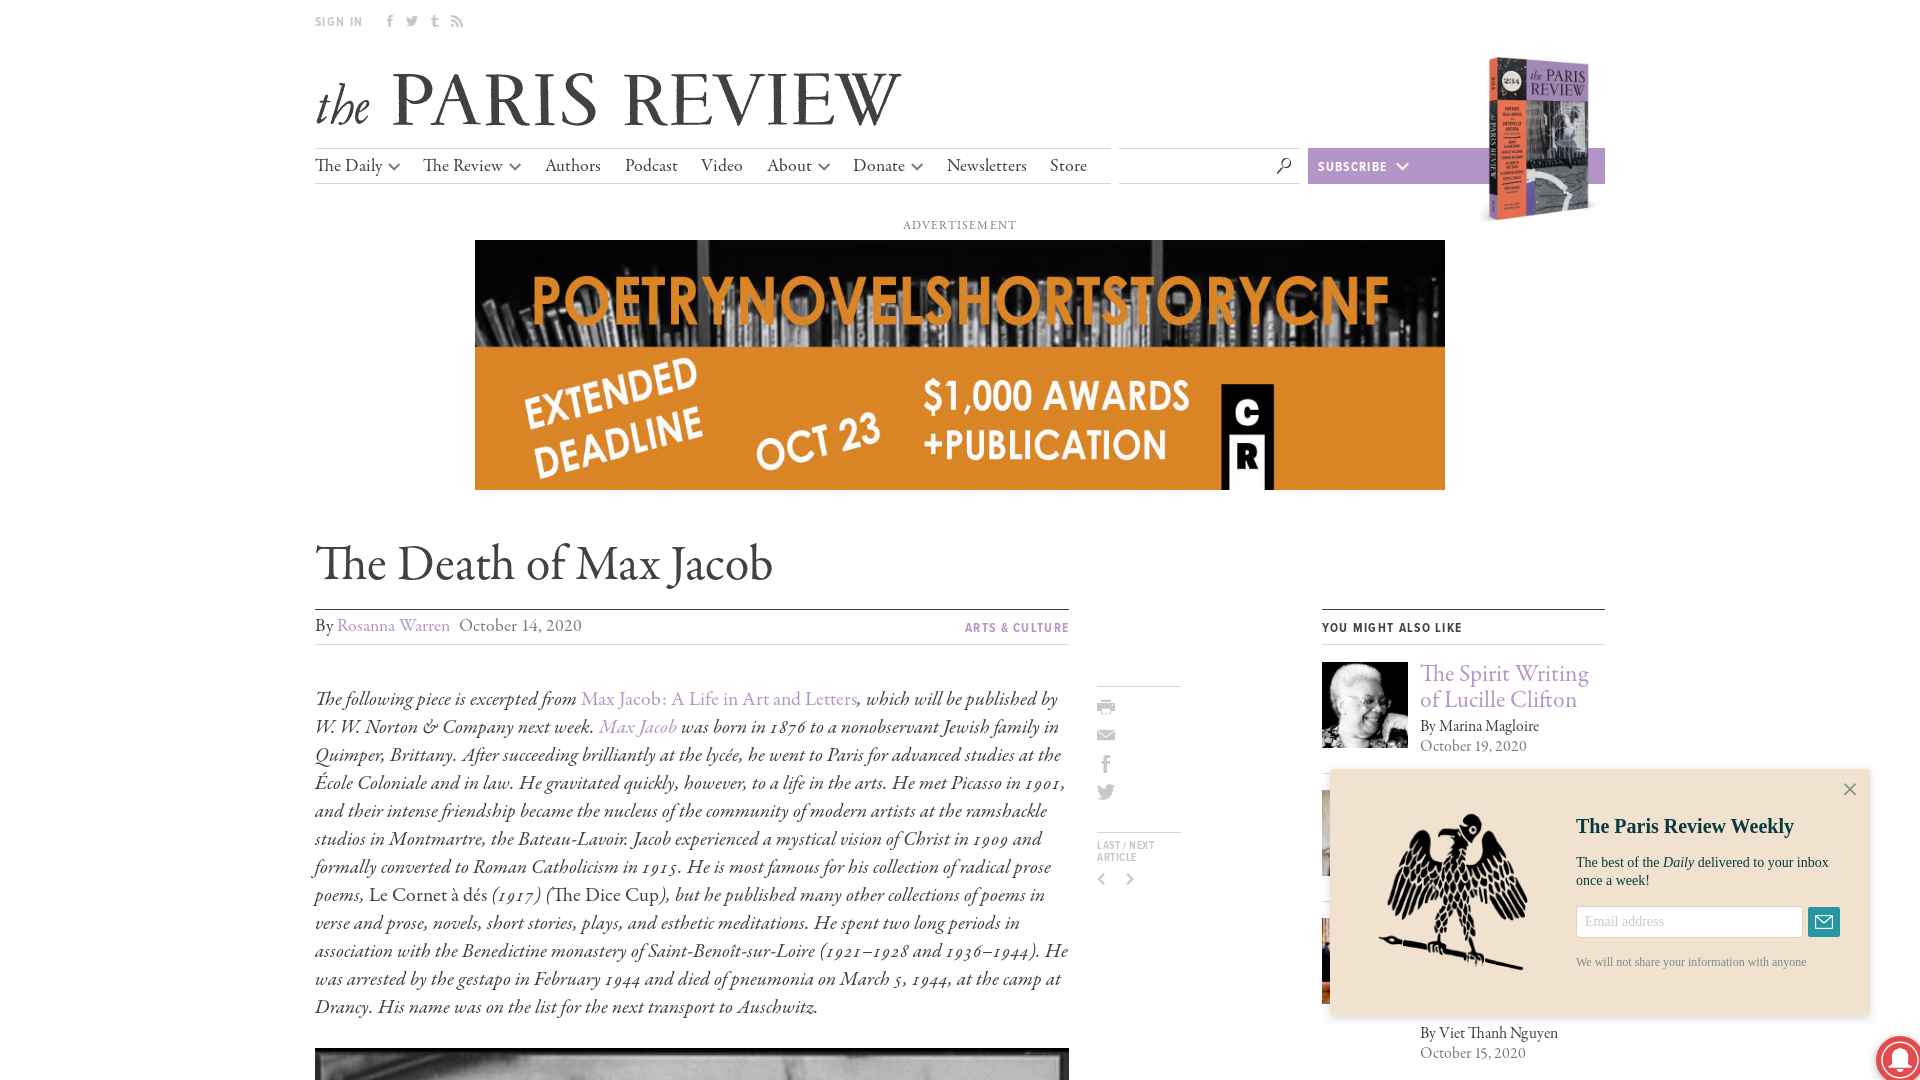 SIGN IN
the PARIS REVIEW
The Daily
The Review
Authors
Podcast
Video
About
Donate
Newsletters
Store
SUBSCRIBE
234
the PARIS REVIEW
ADVERTISEMENT
POETRYNOVELSHORTSTORYCNF
EXTENDED
DEADLINE
OCT 23
$1,000 AWARDS
+PUBLICATION
CR
The Death of Max Jacob
By Rosanna Warren October 14, 2020
ARTS & CULTURE
The following piece is excerpted from Max Jacob: A Life in Art and Letters, which will be published by
W. W. Norton & Company next week. Max Jacob was born in 1876 to a nonobservant Jewish family in
Quimper, Brittany. After succeeding brilliantly at the lycée, he went to Paris for advanced studies at the
École Coloniale and in law. He gravitated quickly, however, to a life in the arts. He met Picasso in 1901,
and their intense friendship became the nucleus of the community of modern artists at the ramshackle
studios in Montmartre, the Bateau-Lavoir. Jacob experienced a mystical vision of Christ in 1909 and
formally converted to Roman Catholicism in 1915. He is most famous for his collection of radical prose
poems, Le Cornet à dés (1917) (The Dice Cup), but he published many other collections of poems in
verse and prose, novels, short stories, plays, and esthetic meditations. He spent two long periods in
association with the Benedictine monastery of Saint-Benoît-sur-Loire (1921–1928 and 1936–1944). He
was arrested by the gestapo in February 1944 and died of pneumonia on March 5, 1944, at the camp at
Drancy. His name was on the list for the next transport to Auschwitz.
LAST / NEXT
ARTICLE
YOU MIGHT ALSO LIKE
The Spirit Writing
of Lucille Clifton
By Marina Magloire
October 19, 2020
The Paris Review Weekly
The best of the Daily delivered to your inbox
once a week!
Email address
We will not share your information with anyone
By Viet Thanh Nguyen
October 15, 2020